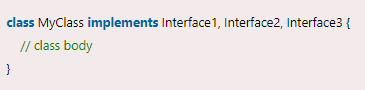 class MyClass implements Interface1, Interface2, Interface3 {
// class body
}